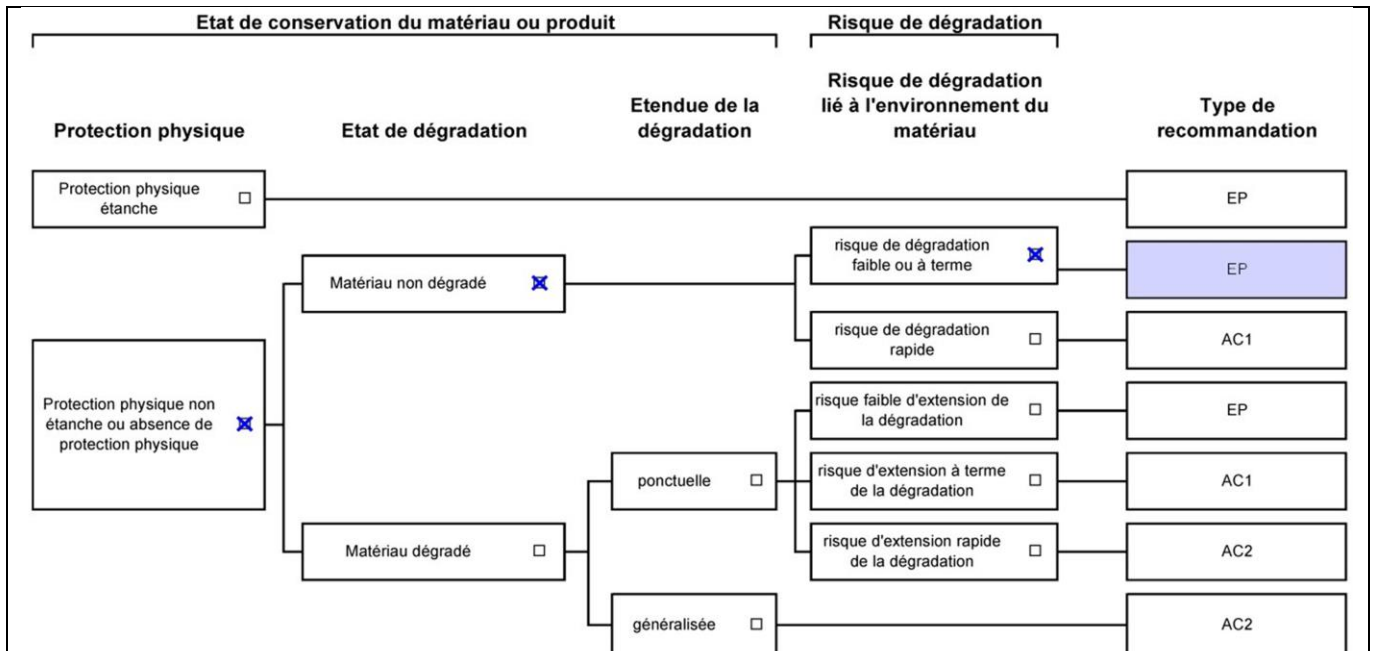 Etat de conservation du matériau ou produit
Risque de dégradation
Protection physique
Etat de dégradation
Etendue de la
dégradation
Risque de dégradation
lié à l'environnement du
matériau
Type de
recommandation
Protection physique
étanche
EP
Protection physique non
étanche ou absence de
protection physique
Matériau non dégradé
risque de dégradation
faible ou à terme
EP
risque de dégradation
rapide
AC1
Matériau dégradé
ponctuelle
risque faible d'extension de
la dégradation
EP
risque d'extension à terme
de la dégradation
AC1
risque d'extension rapide
de la dégradation
AC2
généralisée
AC2